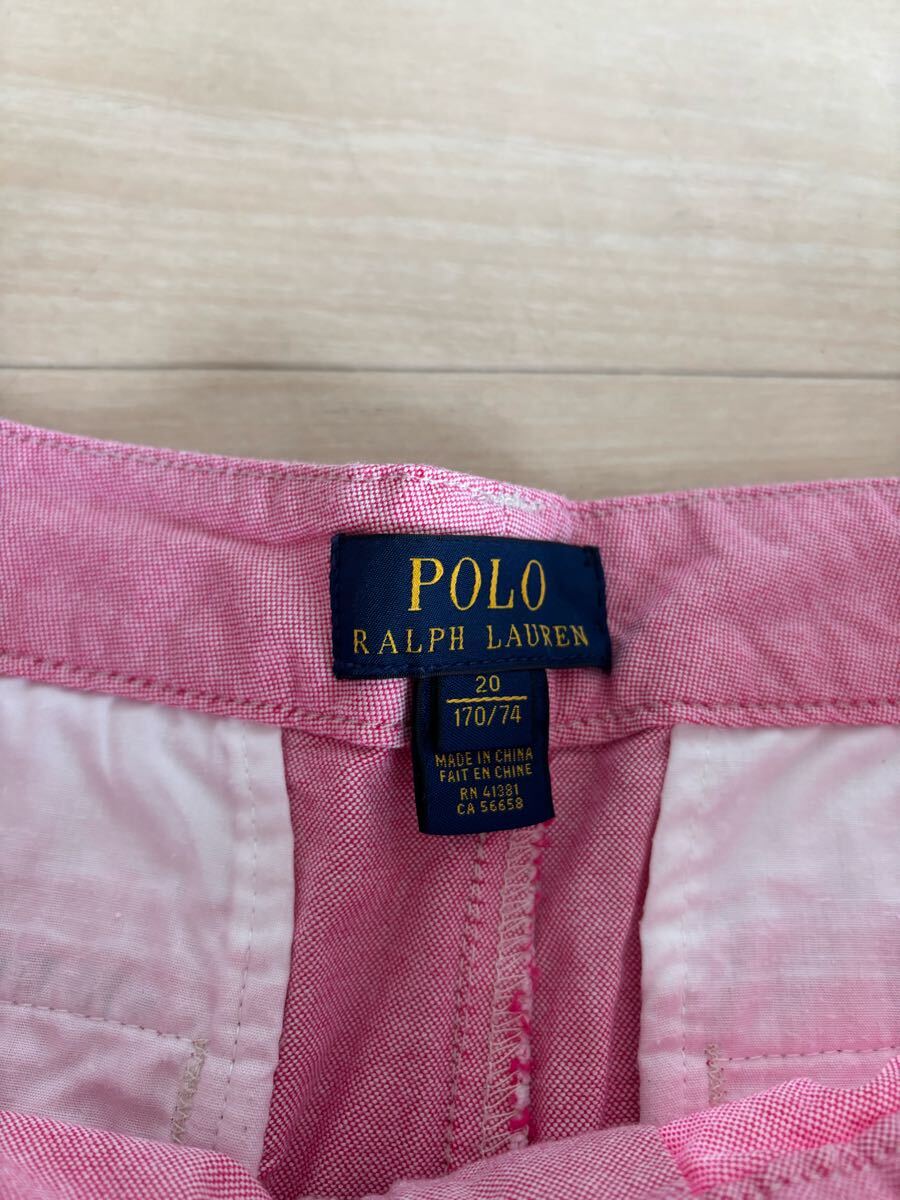 POLO
RALPH LAUREN
20
170/74
MADE IN CHINA
FAIT EN CHINE
RN 41381
CA 56658